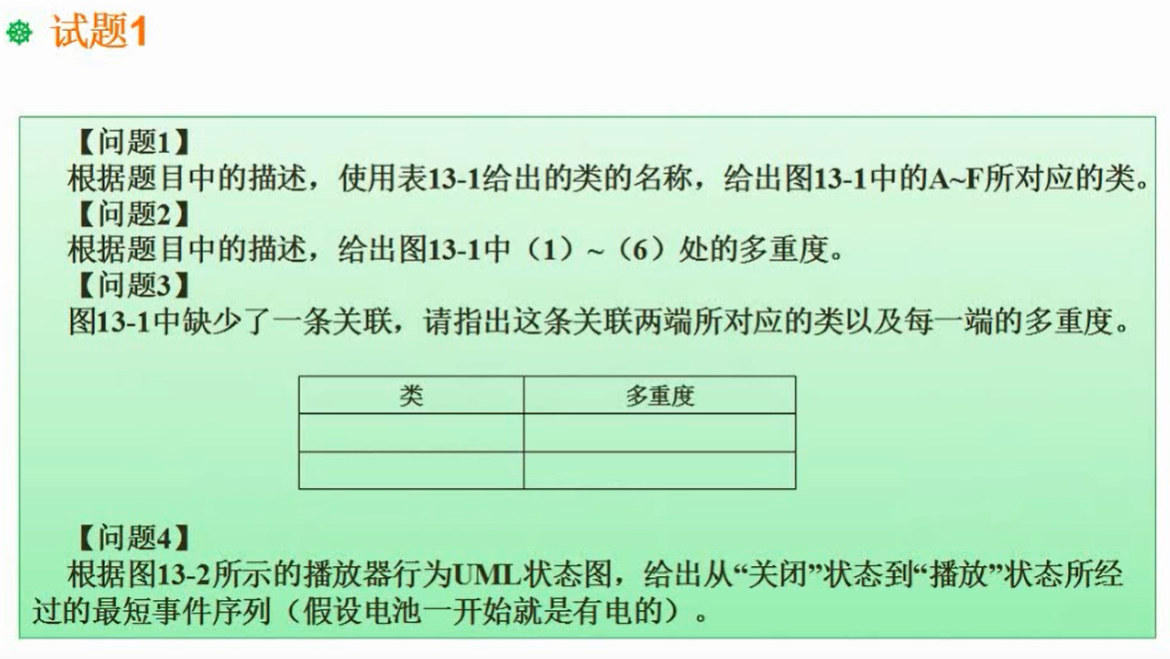 试题1
【问题1】
根据题目中的描述，使用表13-1给出的类的名称，给出图13-1中的A~F所对应的类。
【问题2】
根据题目中的描述，给出图13-1中（1）~（6）处的多重度。
【问题3】
图13-1中缺少了一条关联，请指出这条关联两端所对应的类以及每一端的多重度。
类 多重度
【问题4】
根据图13-2所示的播放器行为UML状态图，给出从“关闭”状态到“播放”状态所经
过的最短事件序列（假设电池一开始就是有电的）。